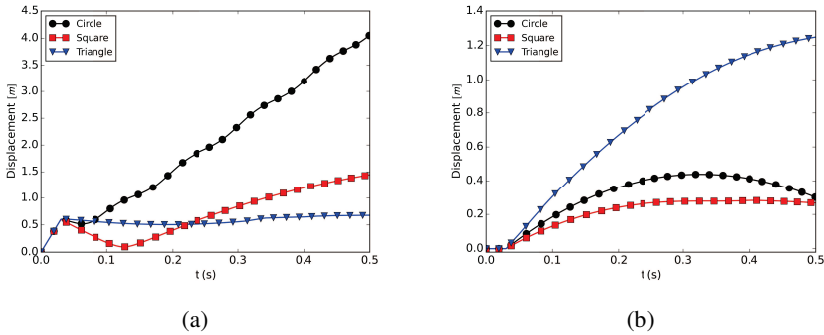 4.5
4.0
3.5
3.0
2.5
2.0
1.5
1.0
0.5
0.0
Displacement [m]
Circle
Square
Triangle
0.0 0.1 0.2 0.3 0.4 0.5
t (s)
(a)
1.4
1.2
1.0
0.8
0.6
0.4
0.2
0.0
Displacement [m]
Circle
Square
Triangle
0.0 0.1 0.2 0.3 0.4 0.5
t (s)
(b)